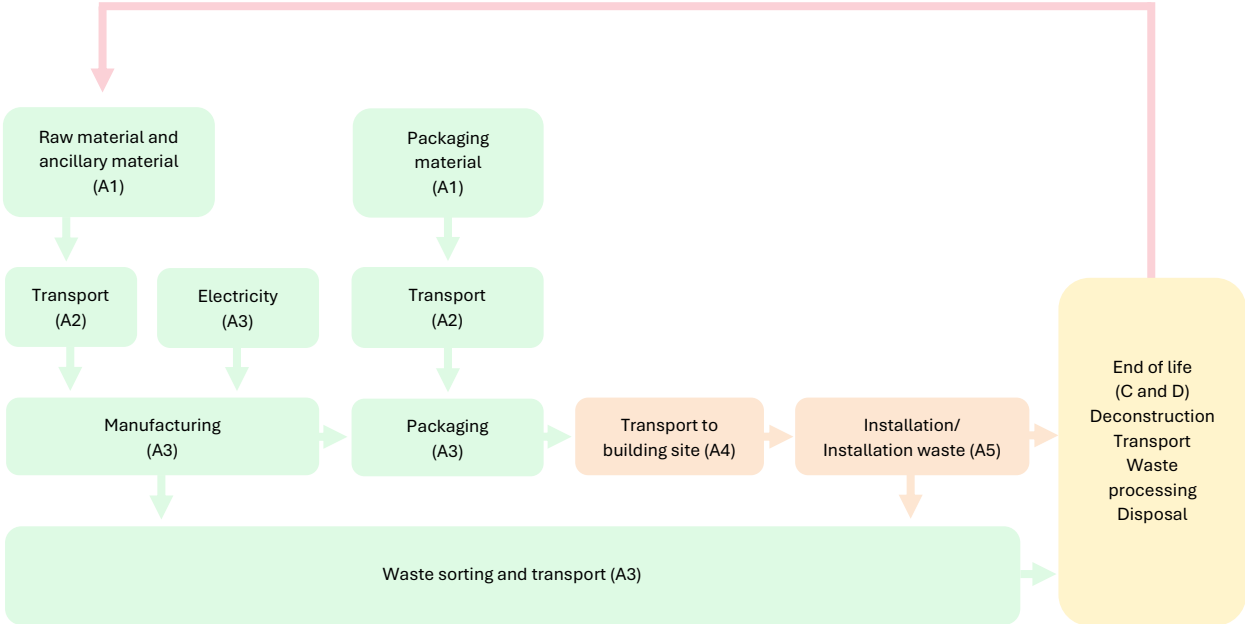 Raw material and
ancillary material
(A1)
Packaging
material
(A1)
Transport
(A2)
Electricity
(A3)
Transport
(A2)
Manufacturing
(A3)
Packaging
(A3)
Transport to
building site (A4)
Installation/
Installation waste (A5)
End of life
(C and D)
Deconstruction
Transport
Waste
processing
Disposal
Waste sorting and transport (A3)